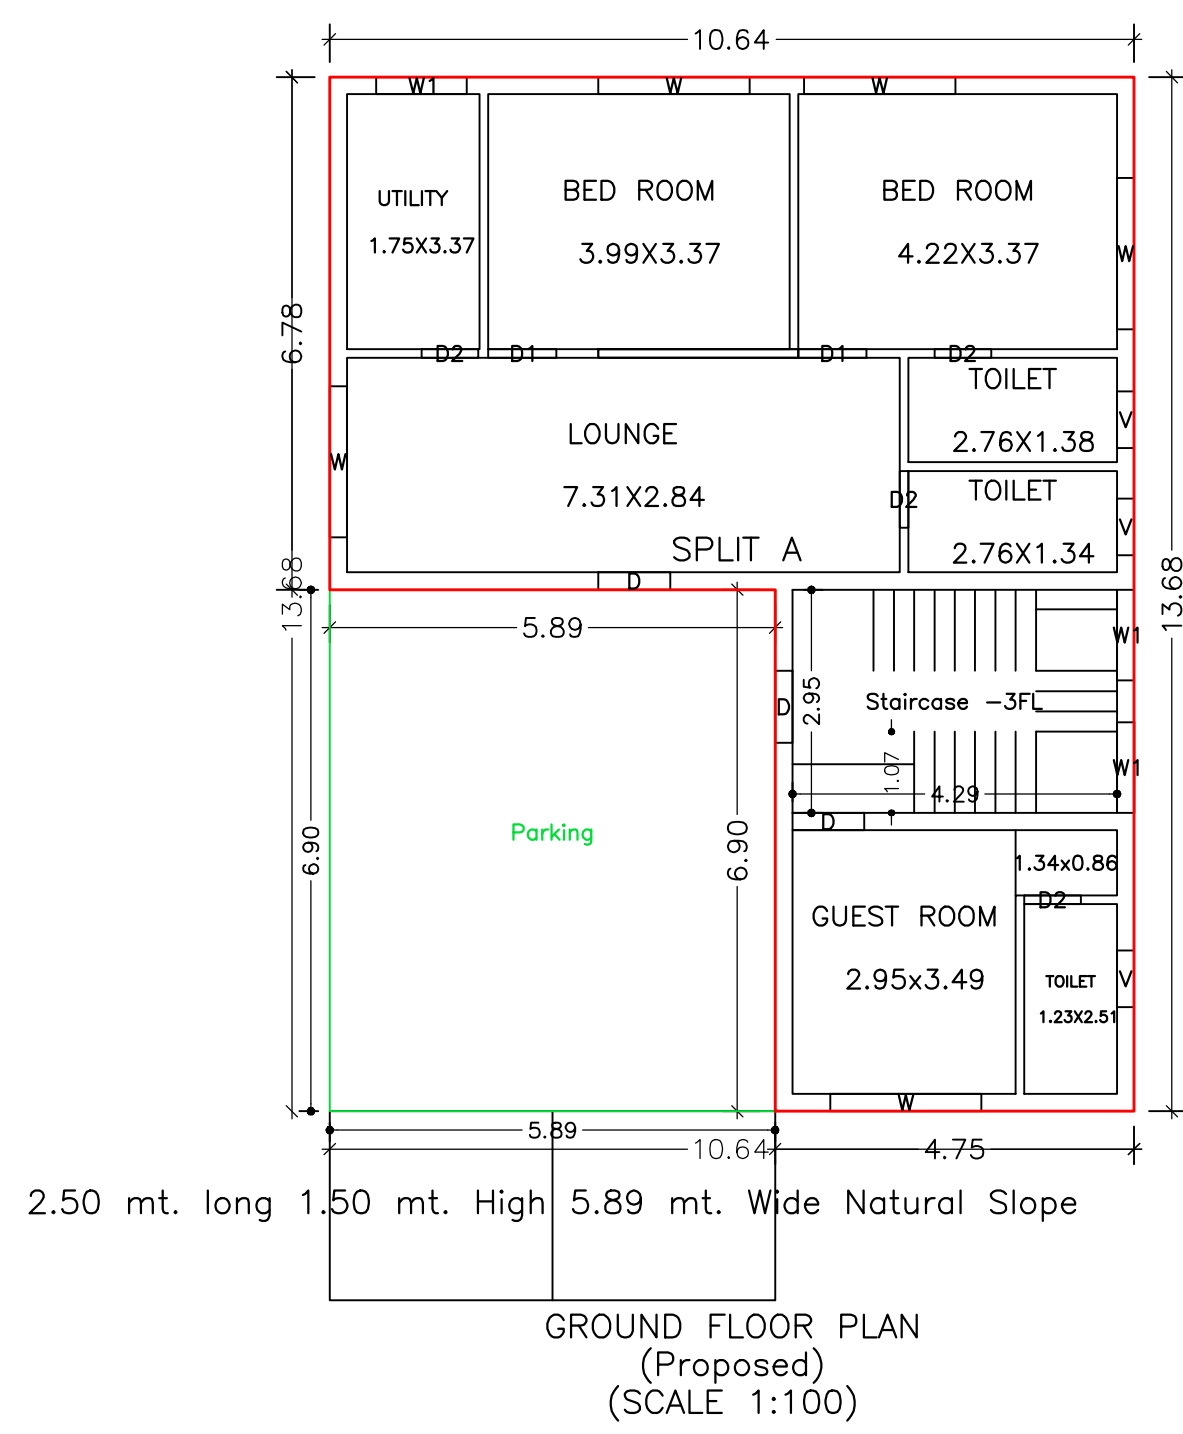 10.64
W1 W W
UTILITY
1.75X3.37
BED ROOM
3.99X3.37
BED ROOM
4.22X3.37
W
6.78
D2 D1 D1 D2
TOILET
2.76X1.38
V
LOUNGE
7.31X2.84
W
D2
TOILET
2.76X1.34
V
SPLIT A
D
13.68
13.68
5.89
W1
D
2.95
Staircase -3FL
1.07
W1
4.29
D
Parking
6.90
6.90
1.34x0.86
D2
GUEST ROOM
2.95x3.49
TOILET
1.23X2.51
V
W
5.89
10.64
4.75
2.50 mt. long 1.50 mt. High 5.89 mt. Wide Natural Slope
GROUND FLOOR PLAN
(Proposed)
(SCALE 1:100)